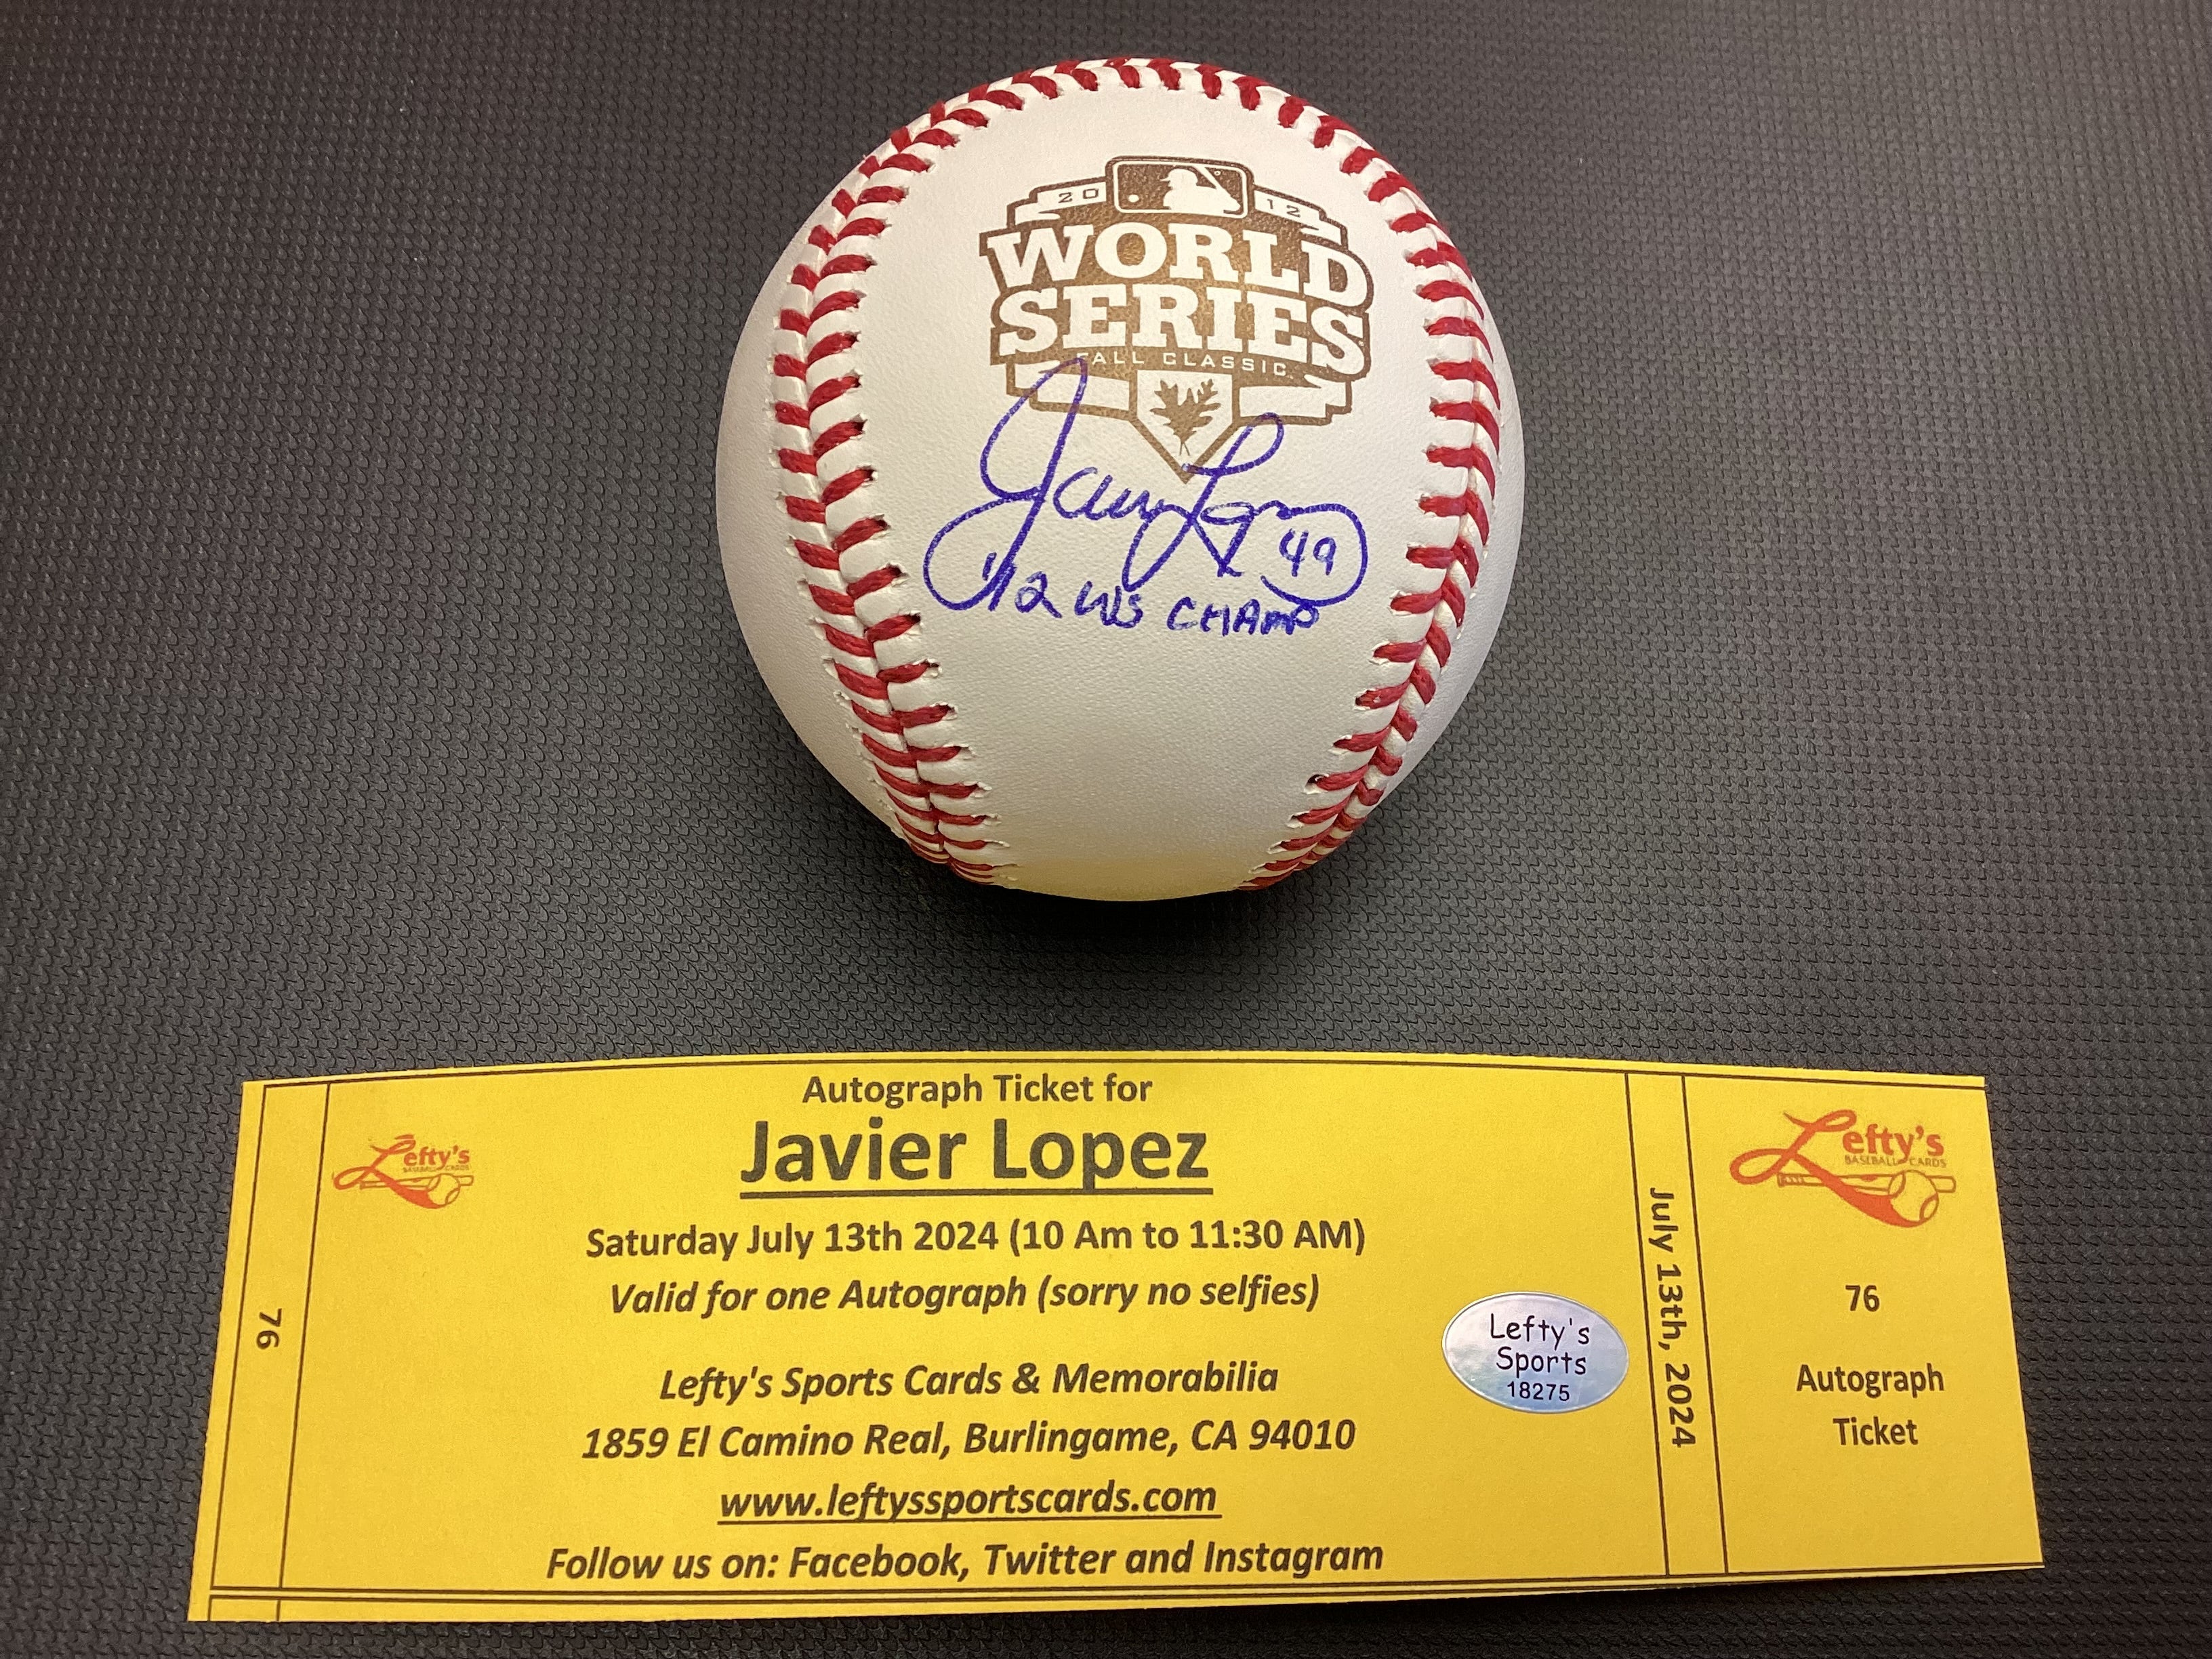 2012
WORLD
SERIES
FALL CLASSIC
Javier Lopez
49
'12 WS CHAMP
Autograph Ticket for
Javier Lopez
Saturday July 13th 2024 (10 Am to 11:30 AM)
Valid for one Autograph (sorry no selfies)
Lefty's Sports Cards & Memorabilia
1859 El Camino Real, Burlingame, CA 94010
www.leftyssportscards.com
Follow us on: Facebook, Twitter and Instagram
76
Lefty's
BASEBALL CARDS
Lefty's
Sports
18275
July 13th, 2024
Lefty's
BASEBALL CARDS
76
Autograph
Ticket